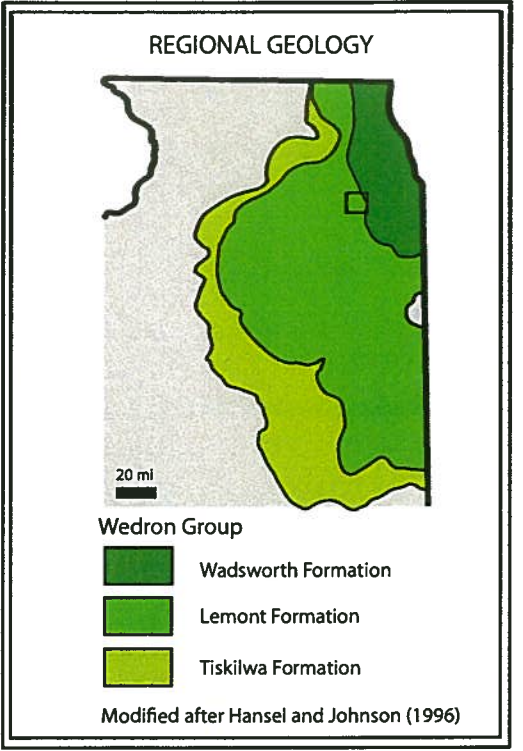 REGIONAL GEOLOGY
20 mi
Wedron Group
Wadsworth Formation
Lemont Formation
Tiskilwa Formation
Modified after Hansel and Johnson (1996)